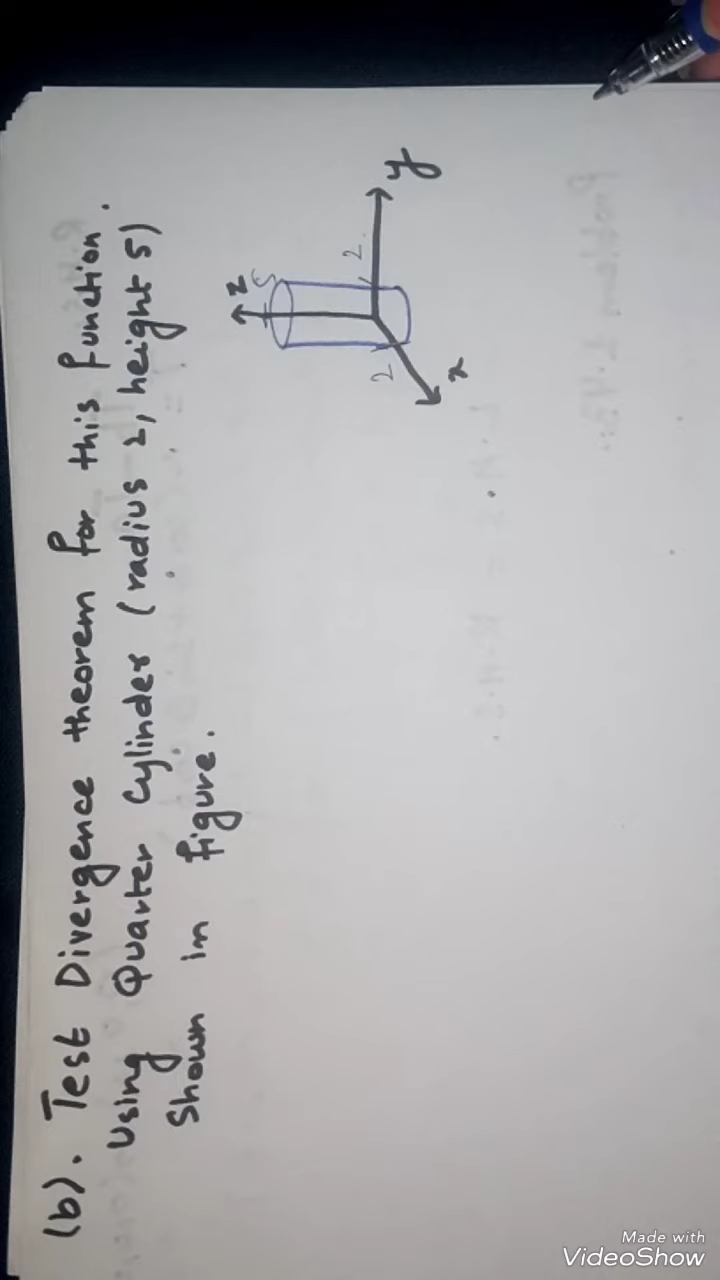 (b). Test Divergence theorem for this function.
Using Quarter Cylinder (radius 2, height 5)
Shown in figure.
z
5
2
y
2
x
Made with
VideoShow